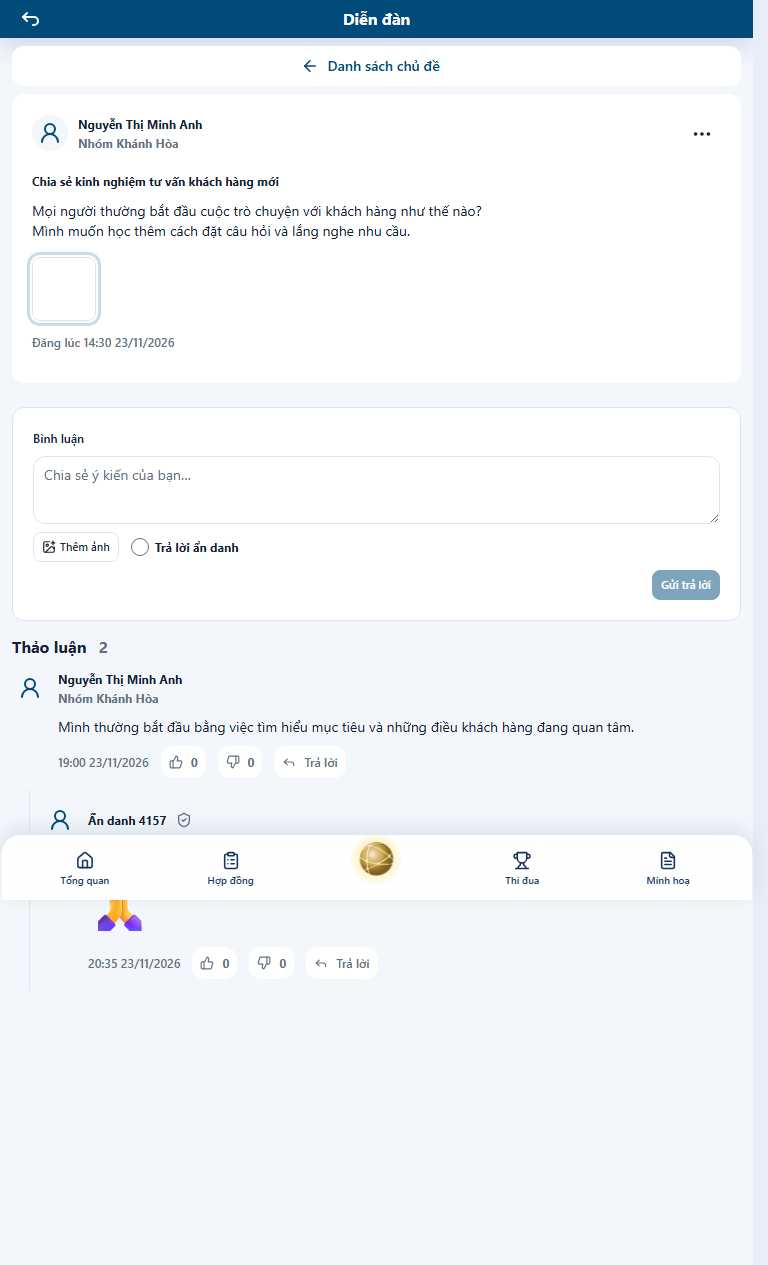 Diễn đàn
Danh sách chủ đề
Nguyễn Thị Minh Anh
Nhóm Khánh Hòa
Chia sẻ kinh nghiệm tư vấn khách hàng mới
Mọi người thường bắt đầu cuộc trò chuyện với khách hàng như thế nào?
Mình muốn học thêm cách đặt câu hỏi và lắng nghe nhu cầu.
Đăng lúc 14:30 23/11/2026
Bình luận
Chia sẻ ý kiến của bạn...
Thêm ảnh
Trả lời ẩn danh
Gửi trả lời
Thảo luận 2
Nguyễn Thị Minh Anh
Nhóm Khánh Hòa
Mình thường bắt đầu bằng việc tìm hiểu mục tiêu và những điều khách hàng đang quan tâm.
19:00 23/11/2026 0 0 Trả lời
Ẩn danh 4157
Tổng quan Hợp đồng Thi đua Minh hoạ
20:35 23/11/2026 0 0 Trả lời